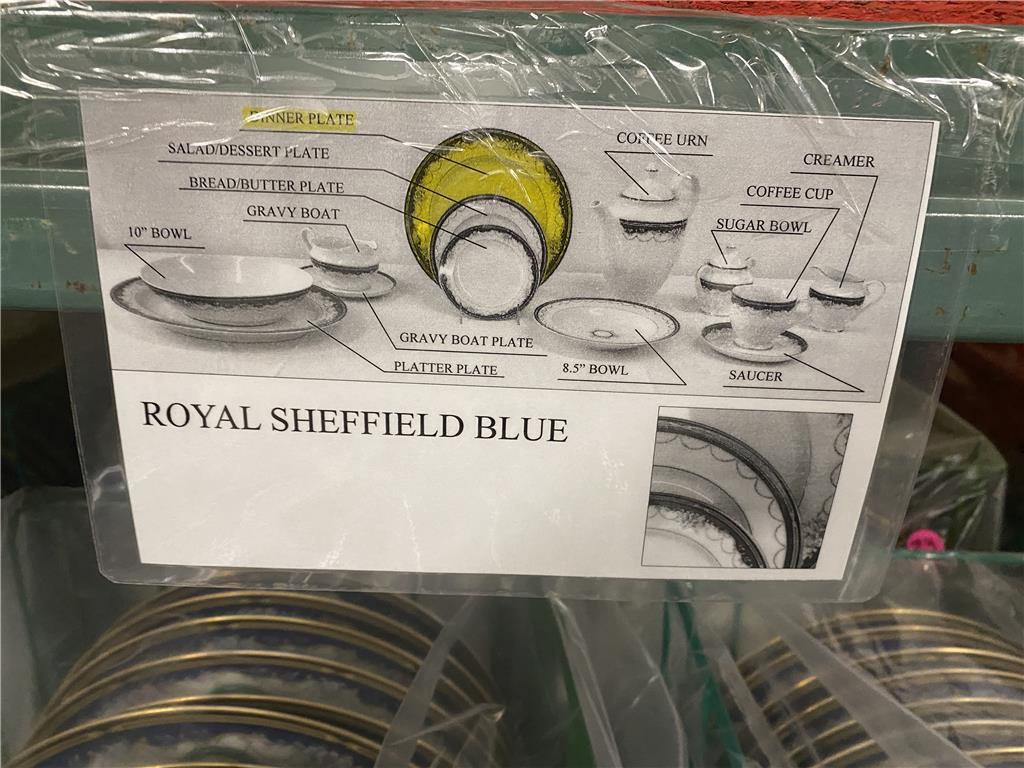 DINNER PLATE
SALAD/DESSERT PLATE
BREAD/BUTTER PLATE
GRAVY BOAT
10” BOWL
COFFEE URN
CREAMER
COFFEE CUP
SUGAR BOWL
GRAVY BOAT PLATE
PLATTER PLATE
8.5” BOWL
SAUCER
ROYAL SHEFFIELD BLUE